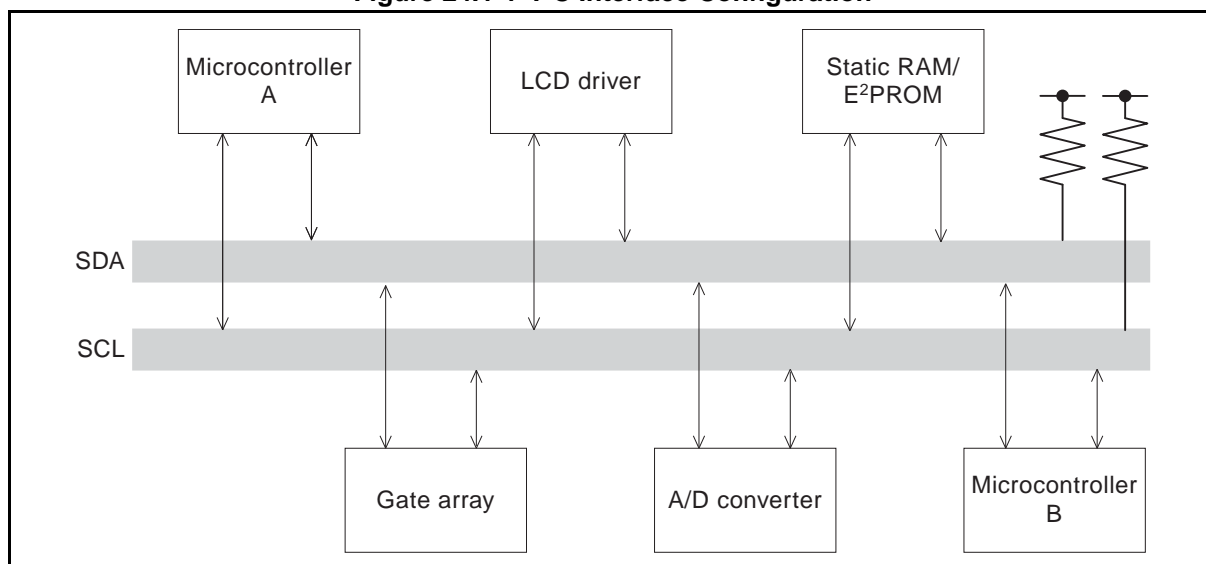 Microcontroller
A
LCD driver
Static RAM/
E²PROM
SDA
SCL
Gate array
A/D converter
Microcontroller
B